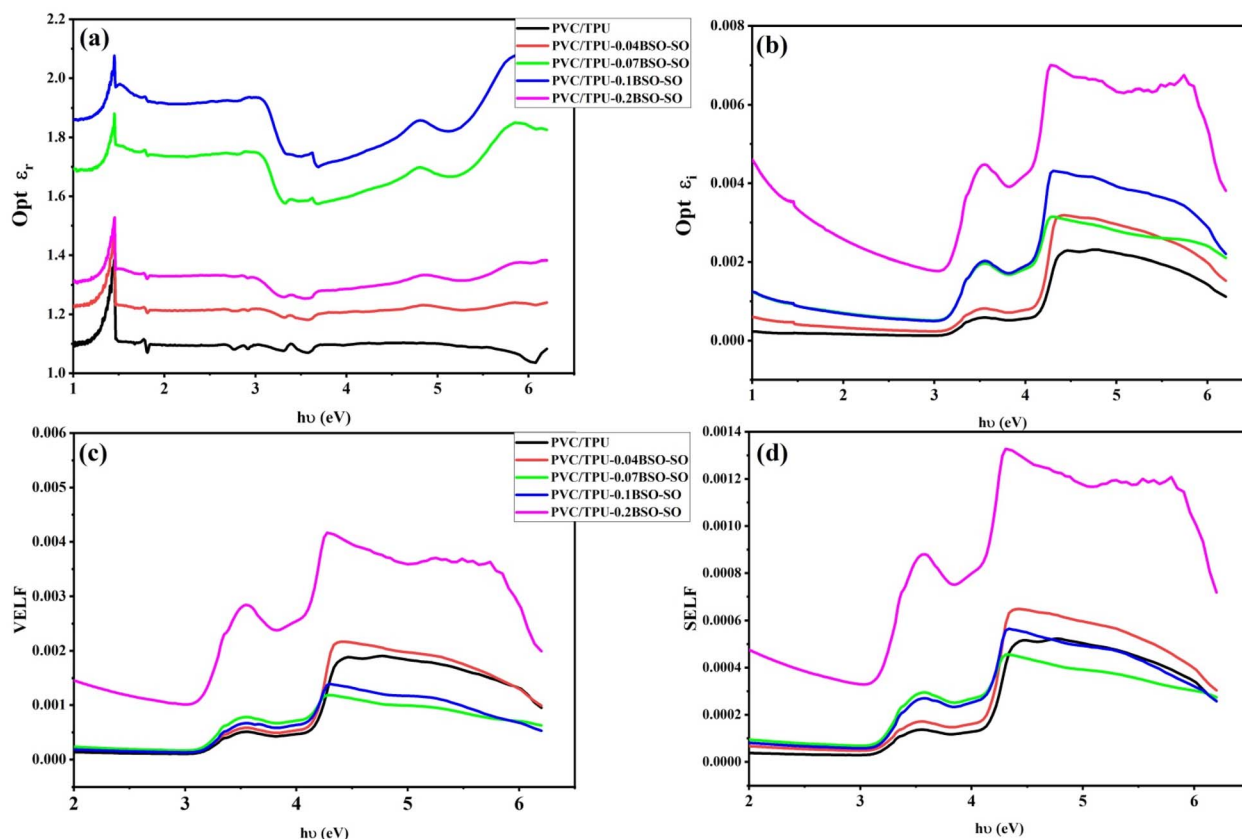 (a)
2.2
2.0
1.8
1.6
1.4
1.2
1.0
Opt εr
1
2
3
4
5
6
hυ (eV)
PVC/TPU
PVC/TPU-0.04BSO-SO
PVC/TPU-0.07BSO-SO
PVC/TPU-0.1BSO-SO
PVC/TPU-0.2BSO-SO
(b)
0.008
0.006
0.004
0.002
0.000
Opt εi
1
2
3
4
5
6
hυ (eV)
(c)
0.006
0.005
0.004
0.003
0.002
0.001
0.000
VELF
2
3
4
5
6
hυ (eV)
PVC/TPU
PVC/TPU-0.04BSO-SO
PVC/TPU-0.07BSO-SO
PVC/TPU-0.1BSO-SO
PVC/TPU-0.2BSO-SO
(d)
0.0014
0.0012
0.0010
0.0008
0.0006
0.0004
0.0002
0.0000
SELF
2
3
4
5
6
hυ (eV)